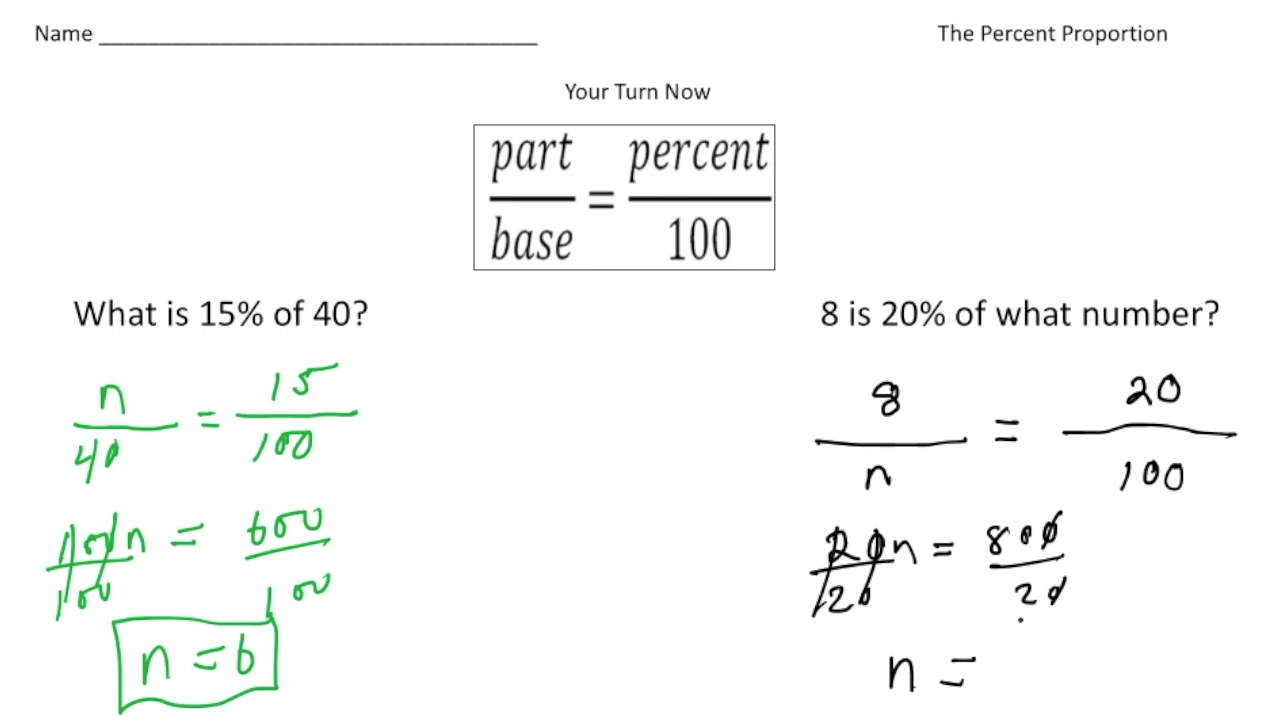 Name ____________________________________ The Percent Proportion
Your Turn Now
part percent
= 
base 100
What is 15% of 40?
n 15
=
40 100
100n = 600
100 100
n = 6
8 is 20% of what number?
8 20
=
n 100
20n = 800
20 20
n =